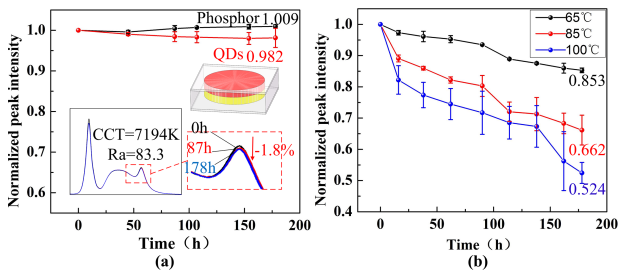 1.0
0.9
0.8
0.7
0.6
Normalized peak intensity
Phosphor 1.009
QDs 0.982
CCT=7194K
Ra=83.3
0h
87h
178h
-1.8%
0 50 100 150 200
Time（h）
(a)
1.0
0.9
0.8
0.7
0.6
0.5
0.4
Normalized peak intensity
65℃
85℃
100℃
0.853
0.662
0.524
0 50 100 150 200
Time（h）
(b)